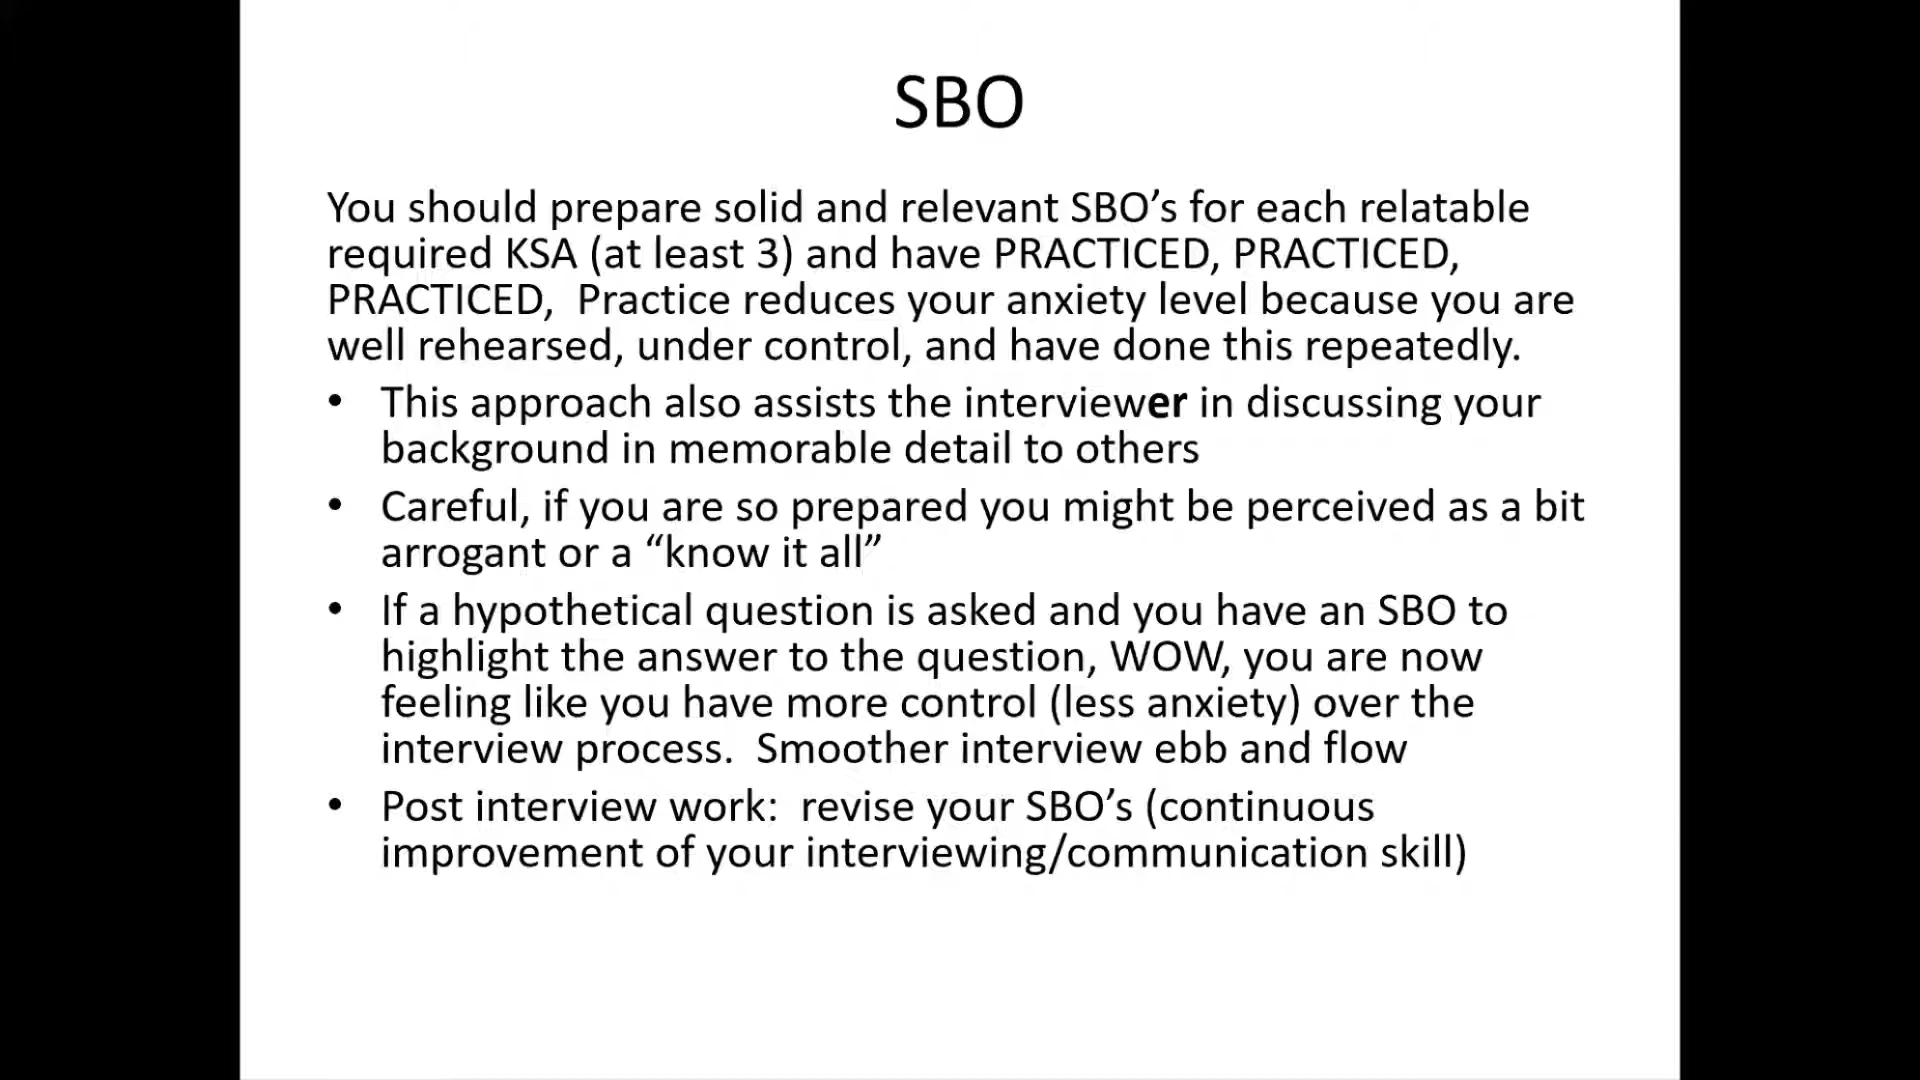 SBO
You should prepare solid and relevant SBO’s for each relatable
required KSA (at least 3) and have PRACTICED, PRACTICED,
PRACTICED,  Practice reduces your anxiety level because you are
well rehearsed, under control, and have done this repeatedly.
• This approach also assists the interviewer in discussing your
background in memorable detail to others
• Careful, if you are so prepared you might be perceived as a bit
arrogant or a “know it all”
• If a hypothetical question is asked and you have an SBO to
highlight the answer to the question, WOW, you are now
feeling like you have more control (less anxiety) over the
interview process.  Smoother interview ebb and flow
• Post interview work:  revise your SBO’s (continuous
improvement of your interviewing/communication skill)